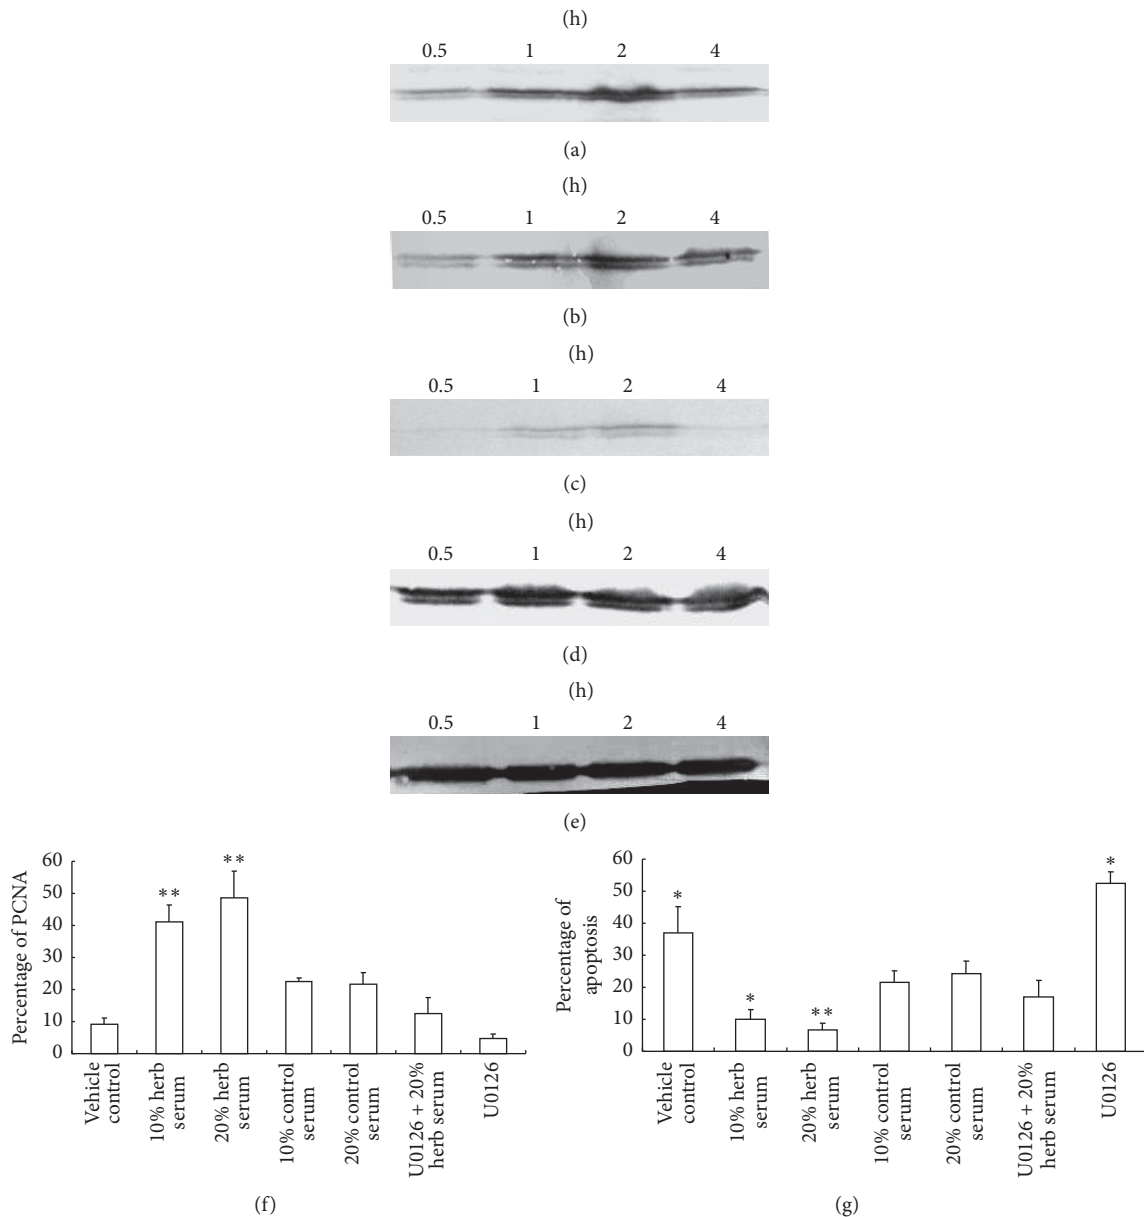 (h)
0.5 1 2 4
(a)
(h)
0.5 1 2 4
(b)
(h)
0.5 1 2 4
(c)
(h)
0.5 1 2 4
(d)
(h)
0.5 1 2 4
(e)
Percentage of PCNA
60
50
40
30
20
10
0
**
**
Vehicle
control
10% herb
serum
20% herb
serum
10% control
serum
20% control
serum
U0126 + 20%
herb serum
U0126
(f)
Percentage of
apoptosis
60
50
40
30
20
10
0
*
*
**
*
Vehicle
control
10% herb
serum
20% herb
serum
10% control
serum
20% control
serum
U0126 + 20%
herb serum
U0126
(g)